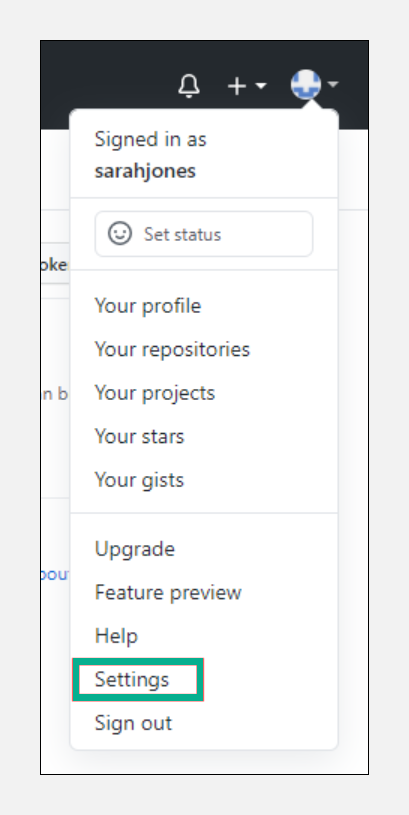 Signed in as
sarahjones
Set status
oke
Your profile
Your repositories
n b
Your projects
Your stars
Your gists
Upgrade
bou
Feature preview
Help
Settings
Sign out